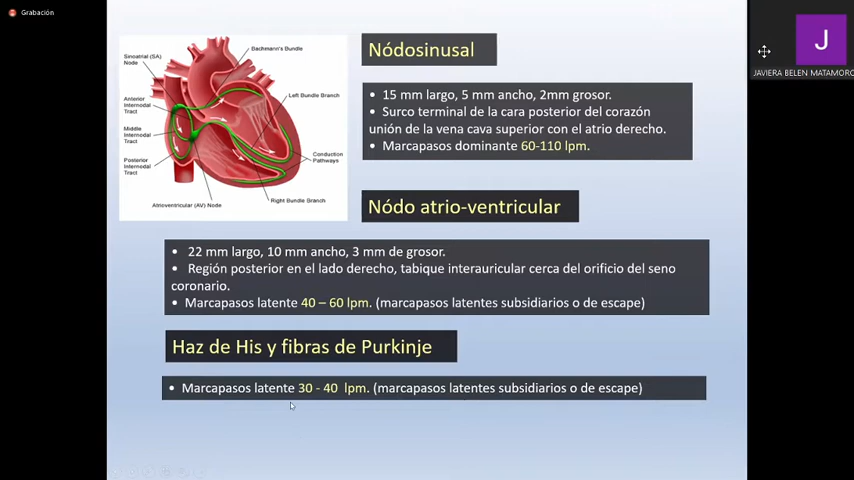 Grabación
Nódosinusal
Bachmann's Bundle
Sinoatrial (SA)
Node
Anterior
Internodal
Tract
Middle
Internodal
Tract
Posterior
Internodal
Tract
Left Bundle Branch
Conduction
Pathways
Right Bundle Branch
Atrioventricular (AV) Node
• 15 mm largo, 5 mm ancho, 2mm grosor.
• Surco terminal de la cara posterior del corazón
unión de la vena cava superior con el atrio derecho.
• Marcapasos dominante 60-110 lpm.
J
JAVIERA BELEN MATAMORO
Nódo atrio-ventricular
• 22 mm largo, 10 mm ancho, 3 mm de grosor.
• Región posterior en el lado derecho, tabique interauricular cerca del orificio del seno
coronario.
• Marcapasos latente 40 – 60 lpm. (marcapasos latentes subsidiarios o de escape)
Haz de His y fibras de Purkinje
• Marcapasos latente 30 - 40 lpm. (marcapasos latentes subsidiarios o de escape)